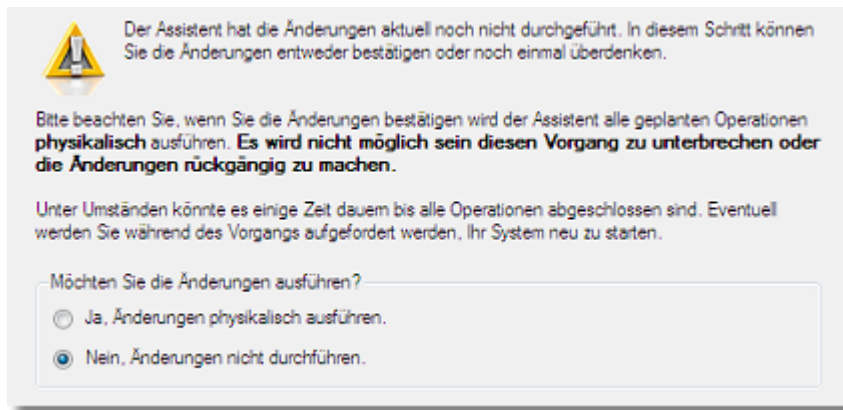 Der Assistent hat die Änderungen aktuell noch nicht durchgeführt. In diesem Schritt können
Sie die Änderungen entweder bestätigen oder noch einmal überdenken.
Bitte beachten Sie, wenn Sie die Änderungen bestätigen wird der Assistent alle geplanten Operationen
physikalisch ausführen. Es wird nicht möglich sein diesen Vorgang zu unterbrechen oder
die Änderungen rückgängig zu machen.
Unter Umständen könnte es einige Zeit dauern bis alle Operationen abgeschlossen sind. Eventuell
werden Sie während des Vorgangs aufgefordert werden, Ihr System neu zu starten.
Möchten Sie die Änderungen ausführen?
Ja, Änderungen physikalisch ausführen.
Nein, Änderungen nicht durchführen.